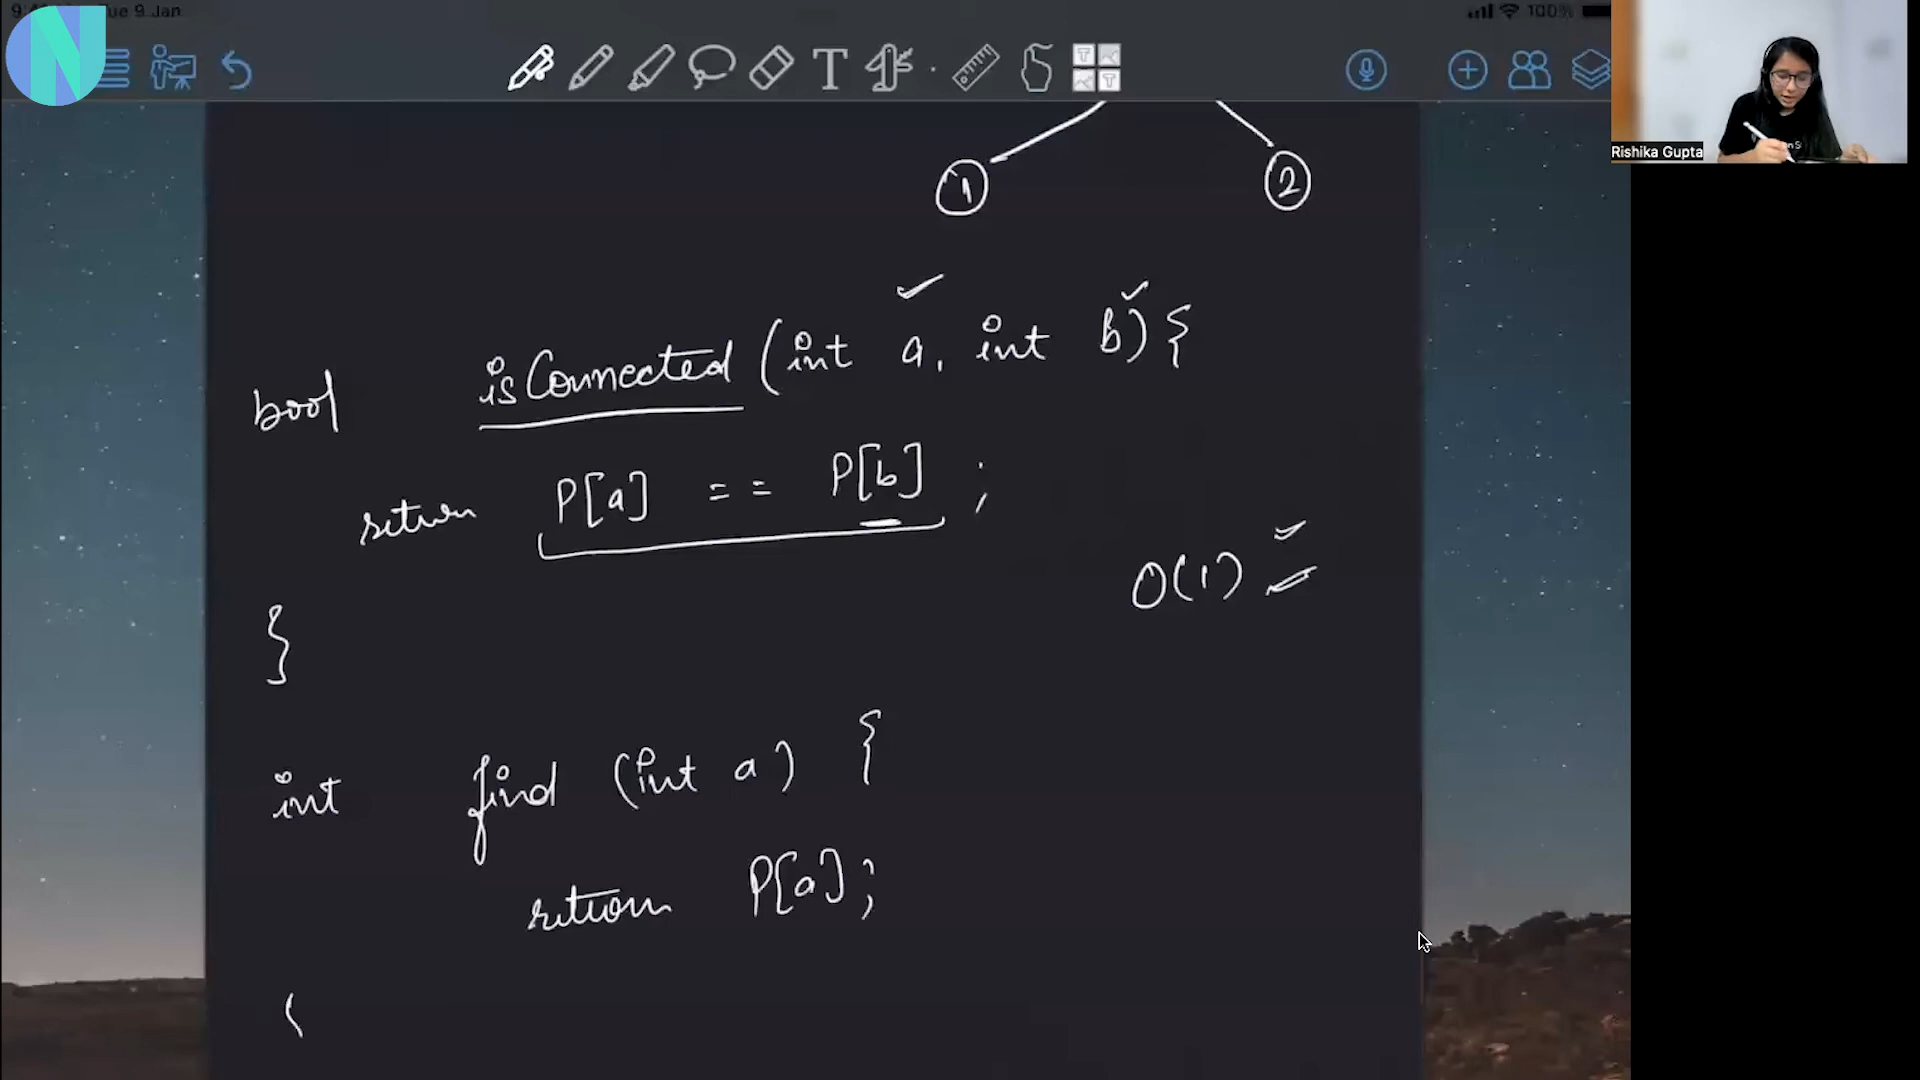 Tue 9 Jan
100%
T
Rishika Gupta
1 2
bool isConnected (int a, int b) {
return P[a] == P[b] ;
O(1)
}
int find (int a) {
return P[a];